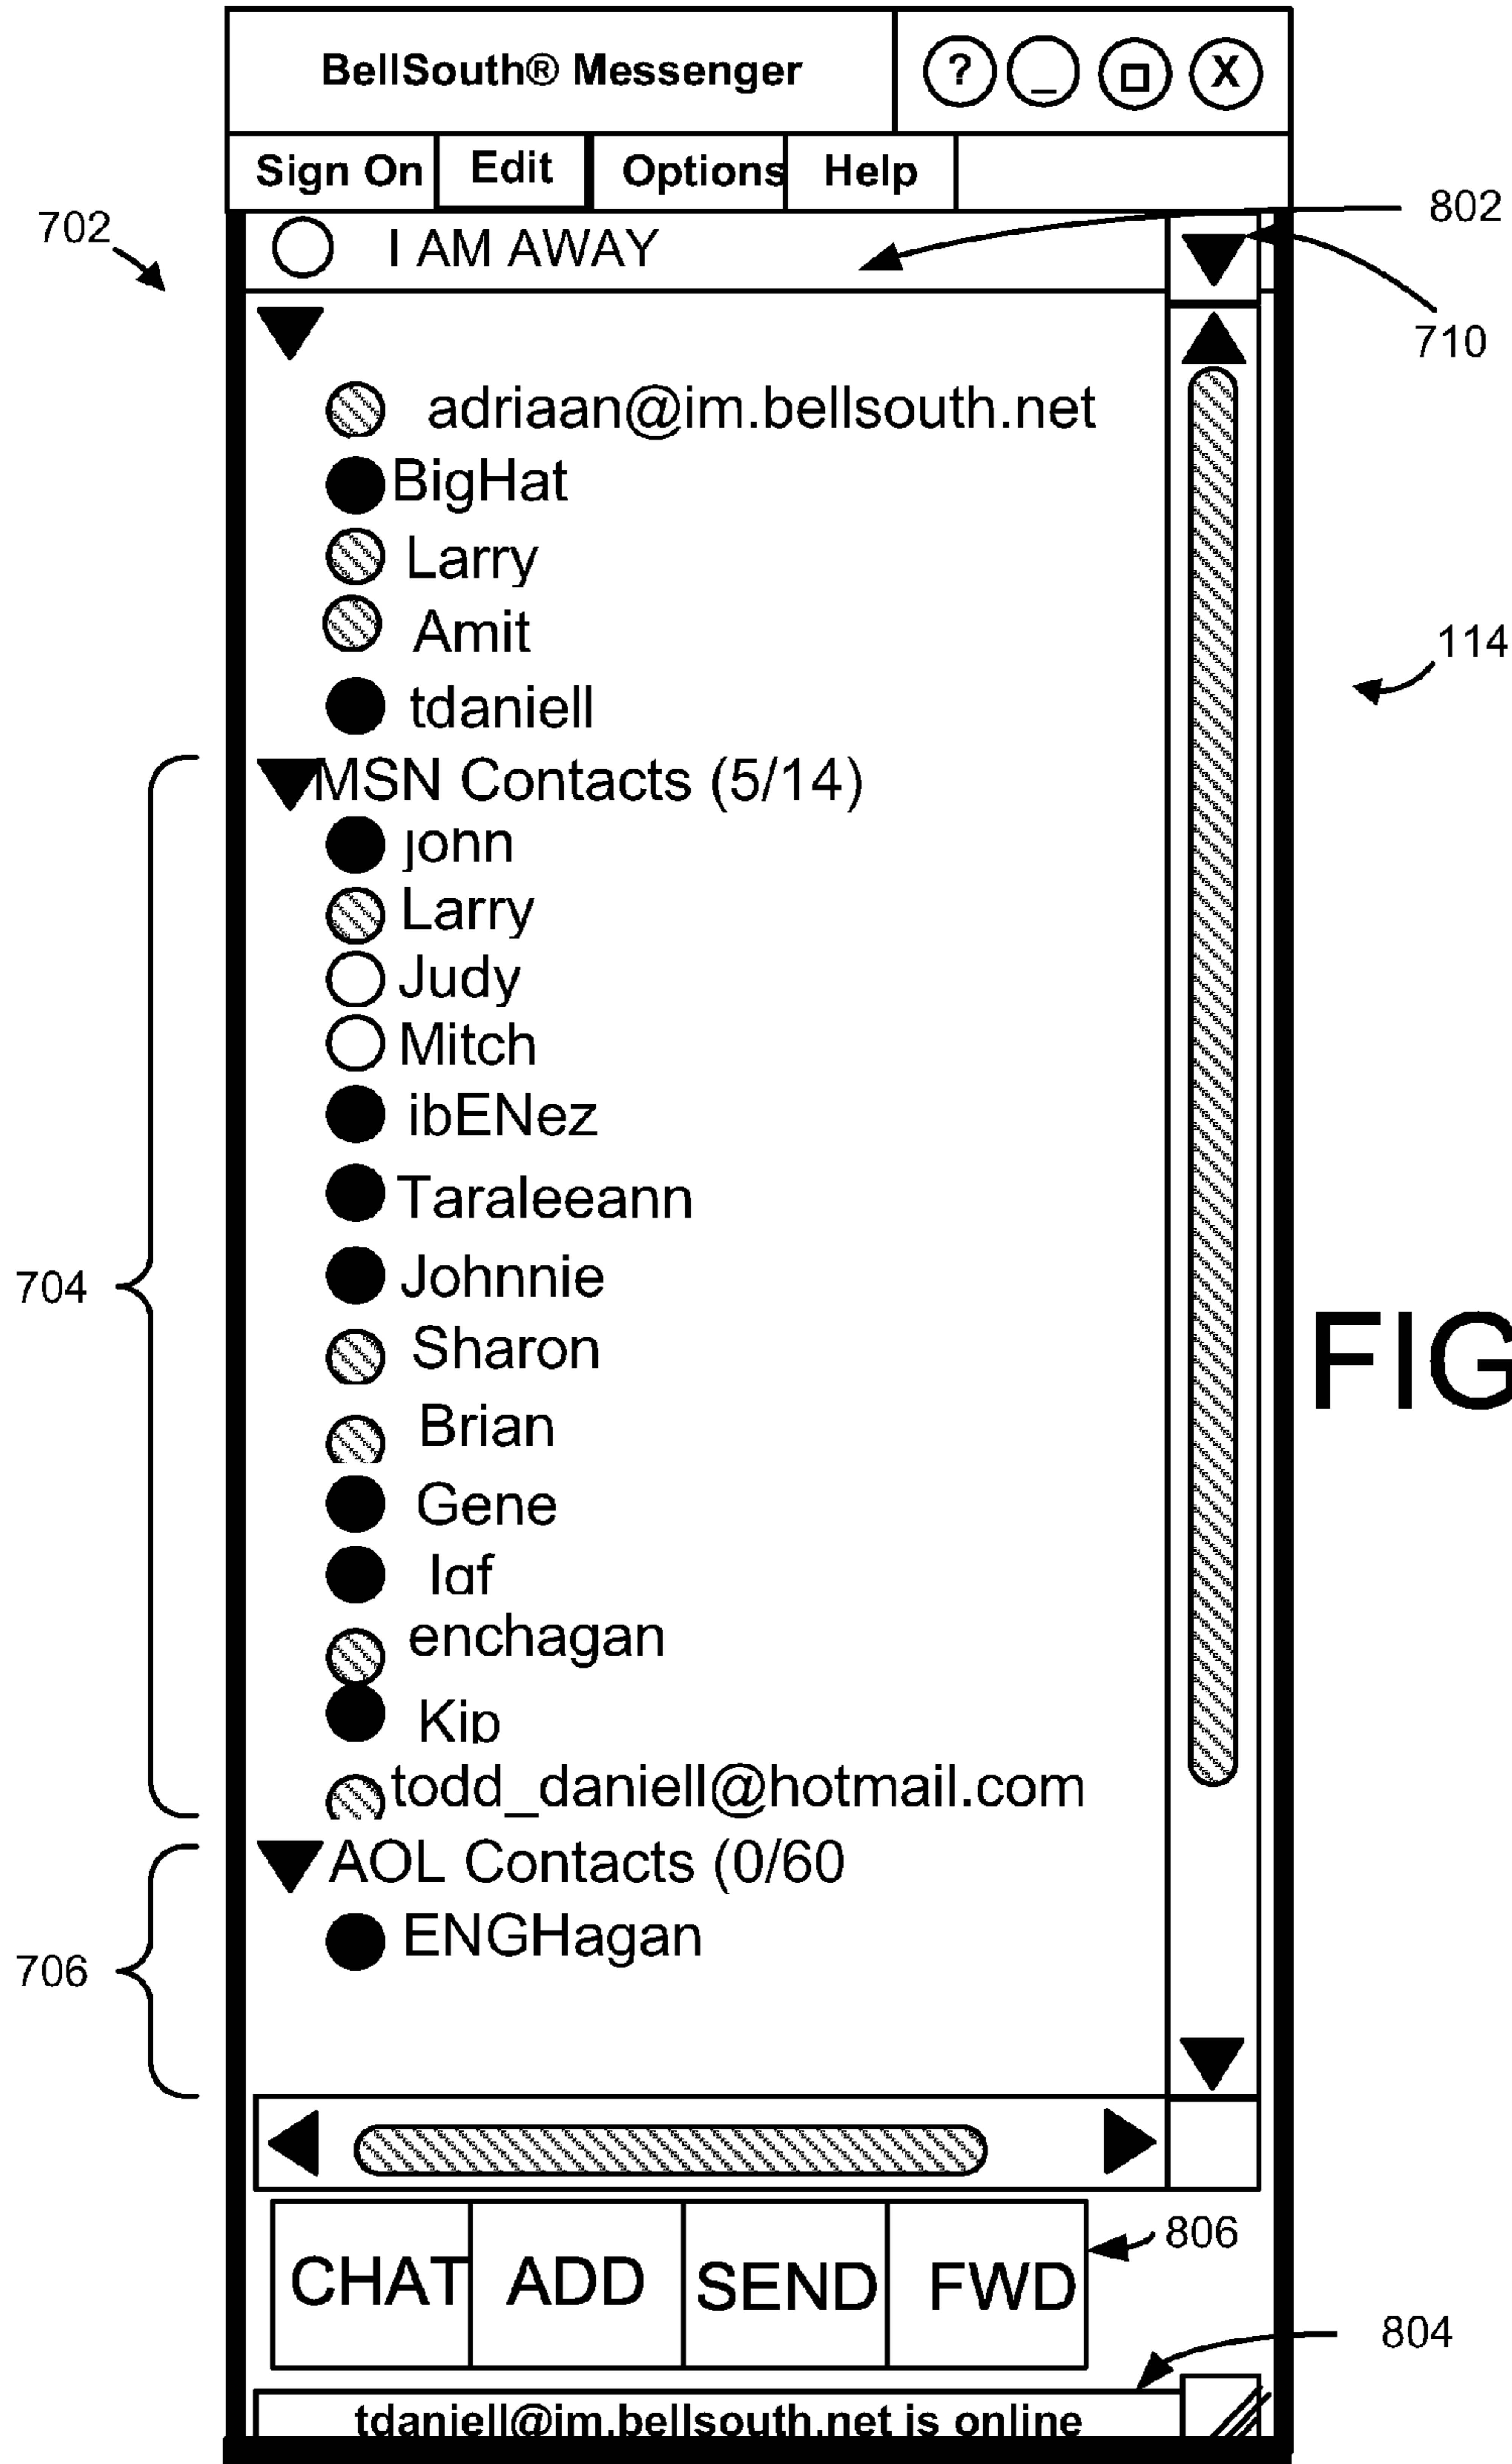 BellSouth® Messenger
? _ X
Sign On Edit Options Help
702
802
I AM AWAY
710
adriaan@im.bellsouth.net
BigHat
Larry
Amit
114
tdaniell
MSN Contacts (5/14)
john
Larry
Judy
Mitch
ibENez
Taraleeann
704
Johnnie
Sharon
FIG
Brian
Gene
enchagan
Kip
todd_daniell@hotmail.com
AOL Contacts (0/60
ENGHagan
706
806
CHAT ADD SEND FWD
804
tdaniell@im.bellsouth.net is online